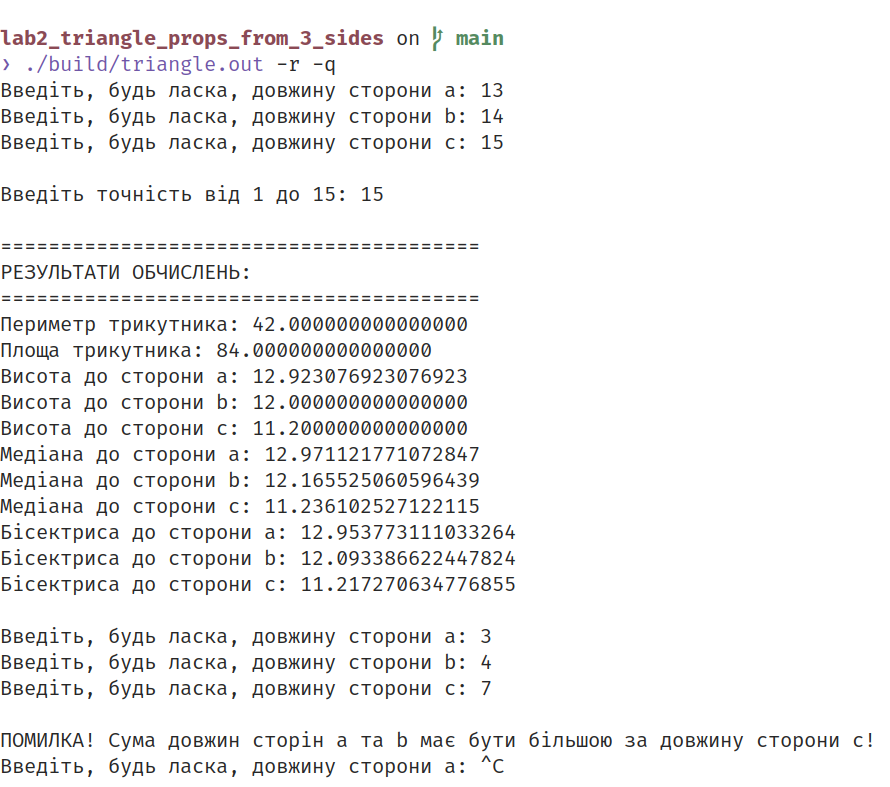 lab2_triangle_props_from_3_sides on main
❯ ./build/triangle.out -r -q
Введіть, будь ласка, довжину сторони a: 13
Введіть, будь ласка, довжину сторони b: 14
Введіть, будь ласка, довжину сторони c: 15
Введіть точність від 1 до 15: 15
========================================
РЕЗУЛЬТАТИ ОБЧИСЛЕНЬ:
========================================
Периметр трикутника: 42.000000000000000
Площа трикутника: 84.000000000000000
Висота до сторони a: 12.923076923076923
Висота до сторони b: 12.000000000000000
Висота до сторони c: 11.200000000000000
Медіана до сторони a: 12.971121771072847
Медіана до сторони b: 12.165525060596439
Медіана до сторони c: 11.236102527122115
Бісектриса до сторони a: 12.953773111033264
Бісектриса до сторони b: 12.093386622447824
Бісектриса до сторони c: 11.217270634776855
Введіть, будь ласка, довжину сторони a: 3
Введіть, будь ласка, довжину сторони b: 4
Введіть, будь ласка, довжину сторони c: 7
ПОМИЛКА! Сума довжин сторін a та b має бути більшою за довжину сторони c!
Введіть, будь ласка, довжину сторони a: ^C